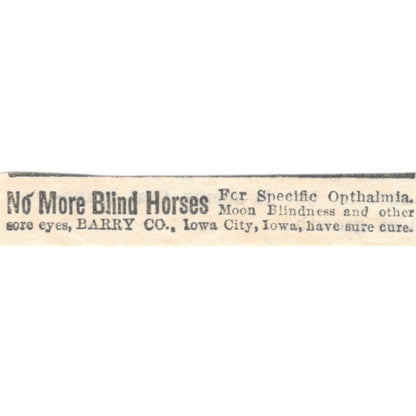 No More Blind Horses For Specific Opthalmia.
Moon Blindness and other
sore eyes, BARRY CO., Iowa City, Iowa, have sure cure.